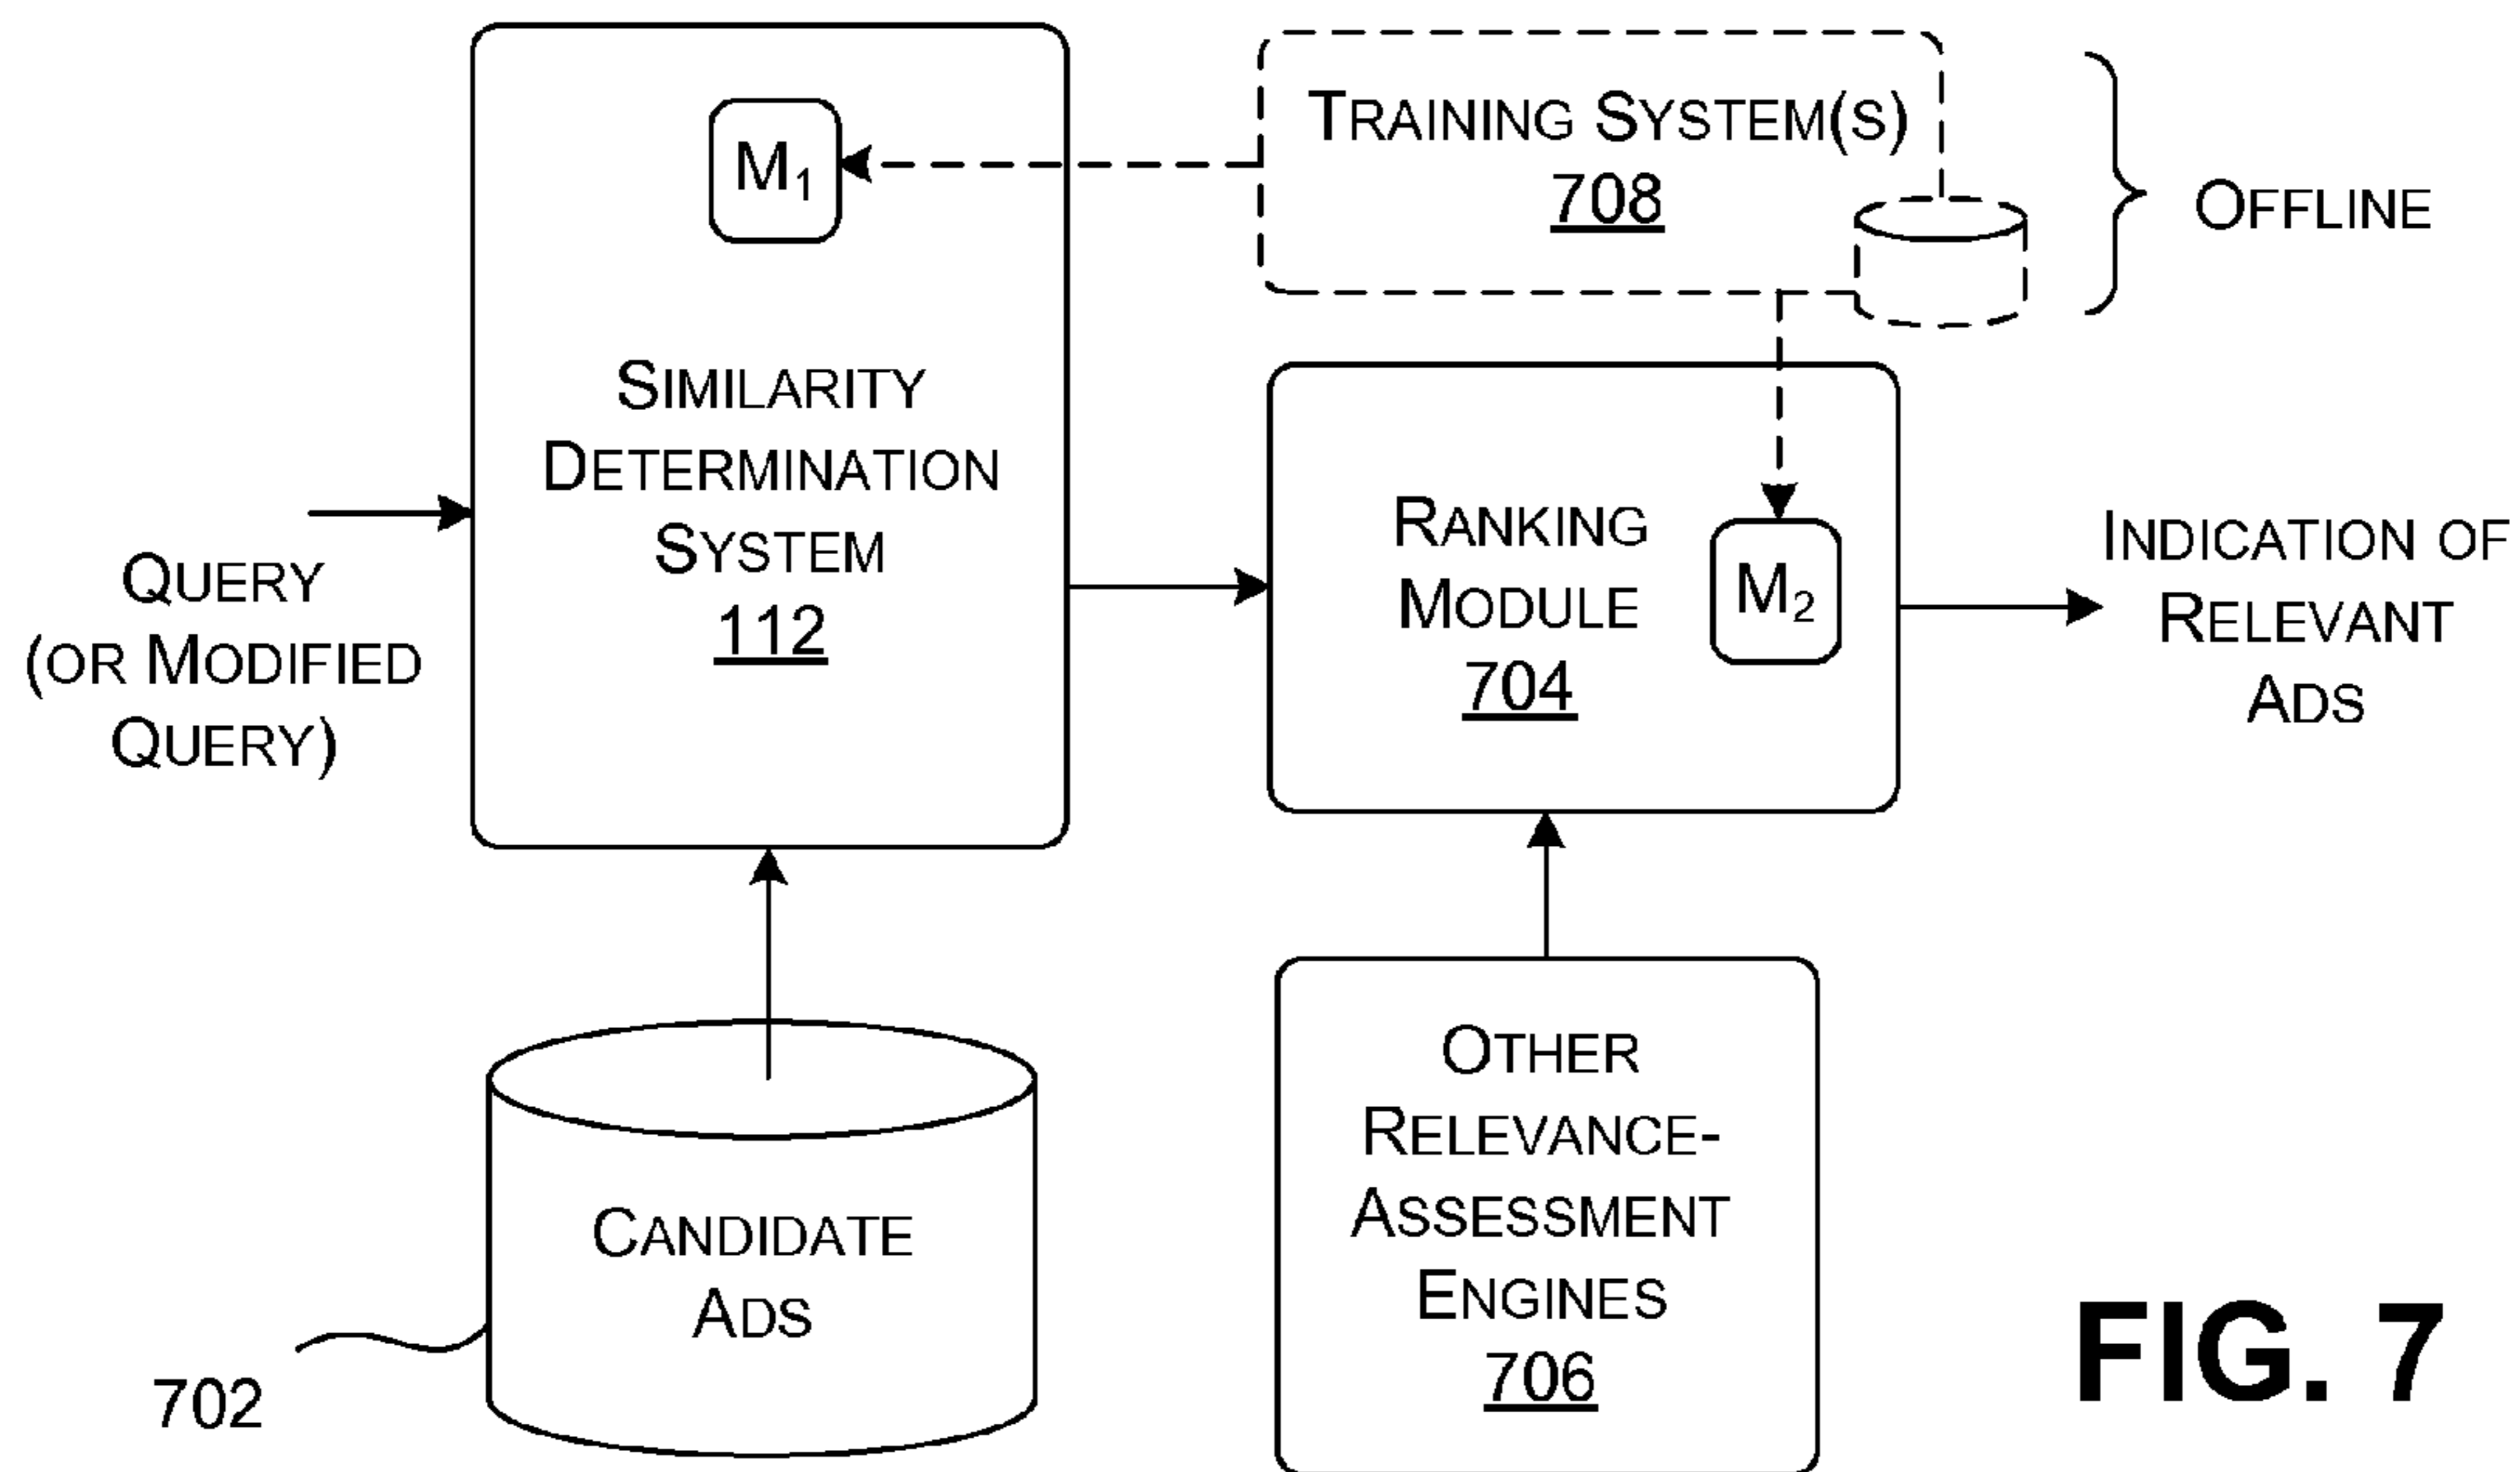 M1
SIMILARITY
DETERMINATION
SYSTEM
112
TRAINING SYSTEM(S)
708
OFFLINE
QUERY
(OR MODIFIED
QUERY)
RANKING
MODULE
704
M2
INDICATION OF
RELEVANT
ADS
CANDIDATE
ADS
702
OTHER
RELEVANCE-
ASSESSMENT
ENGINES
706
FIG. 7